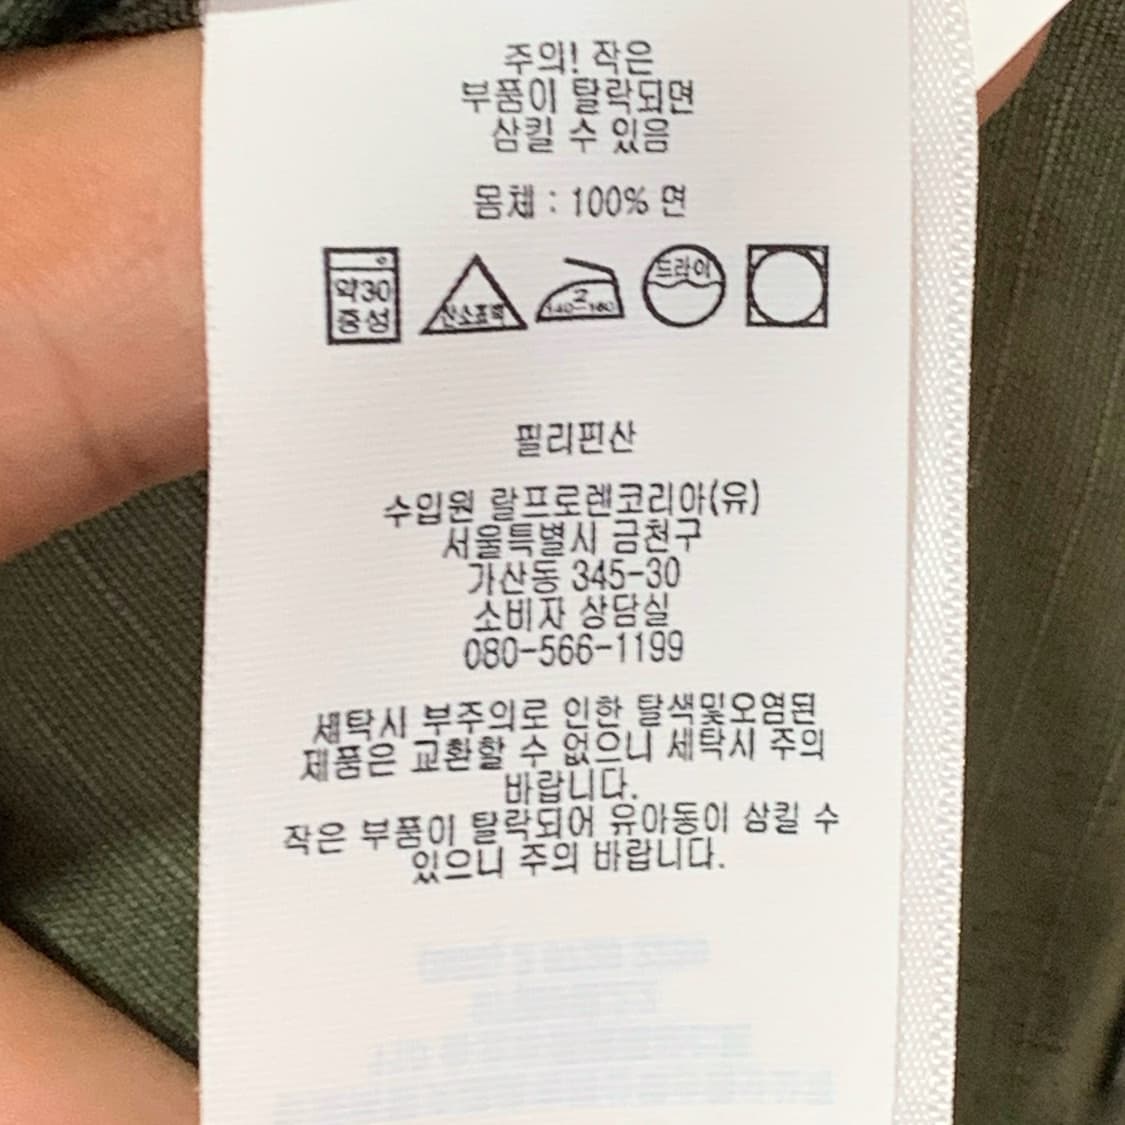 주의! 작은
부품이 탈락되면
삼킬 수 있음
몸체 : 100% 면
약30
중성
산소표백
2
140-160
드라이
필리핀산
수입원 랄프로렌코리아(유)
서울특별시 금천구
가산동 345-30
소비자 상담실
080-566-1199
세탁시 부주의로 인한 탈색및오염된
제품은 교환할 수 없으니 세탁시 주의
바랍니다.
작은 부품이 탈락되어 유아동이 삼킬 수
있으니 주의 바랍니다.